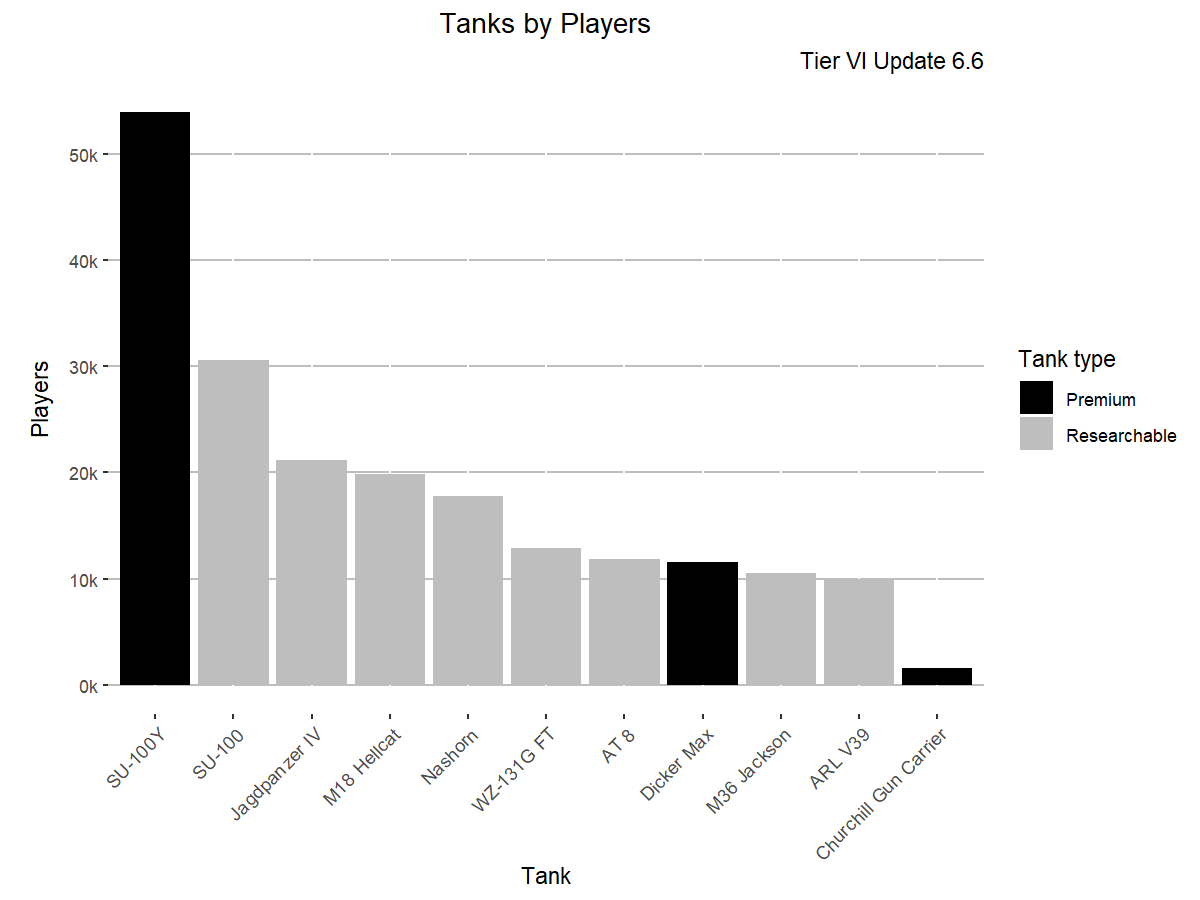 Tanks by Players
Tier VI Update 6.6
Players
50k
40k
30k
20k
10k
0k
SU-100Y
SU-100
Jagdpanzer IV
M18 Hellcat
Nashorn
WZ-131G FT
AT 8
Dicker Max
M36 Jackson
ARL V39
Churchill Gun Carrier
Tank
Tank type
Premium
Researchable